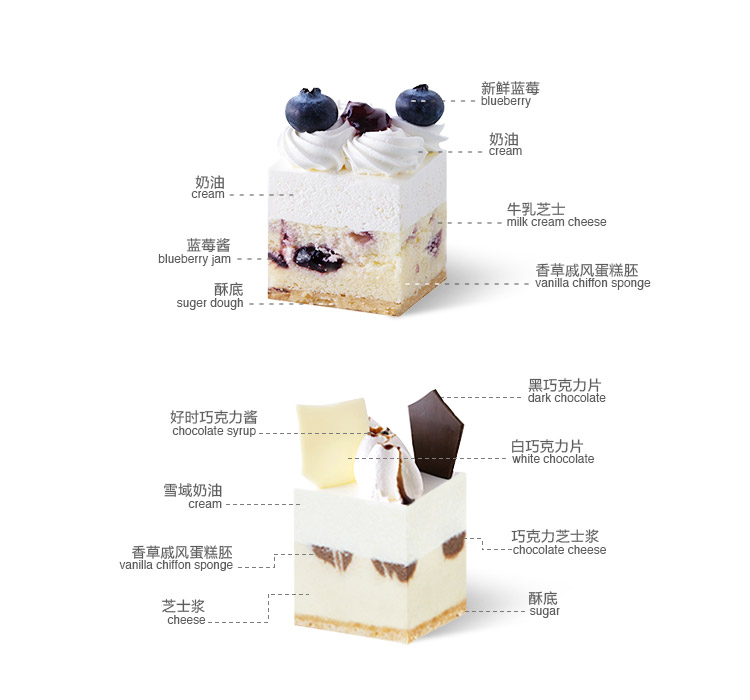 新鲜蓝莓
blueberry
奶油
cream
奶油
cream
牛乳芝士
milk cream cheese
蓝莓酱
blueberry jam
香草戚风蛋糕胚
vanilla chiffon sponge
酥底
suger dough
黑巧克力片
dark chocolate
好时巧克力酱
chocolate syrup
白巧克力片
white chocolate
雪域奶油
cream
巧克力芝士浆
chocolate cheese
香草戚风蛋糕胚
vanilla chiffon sponge
芝士浆
cheese
酥底
sugar